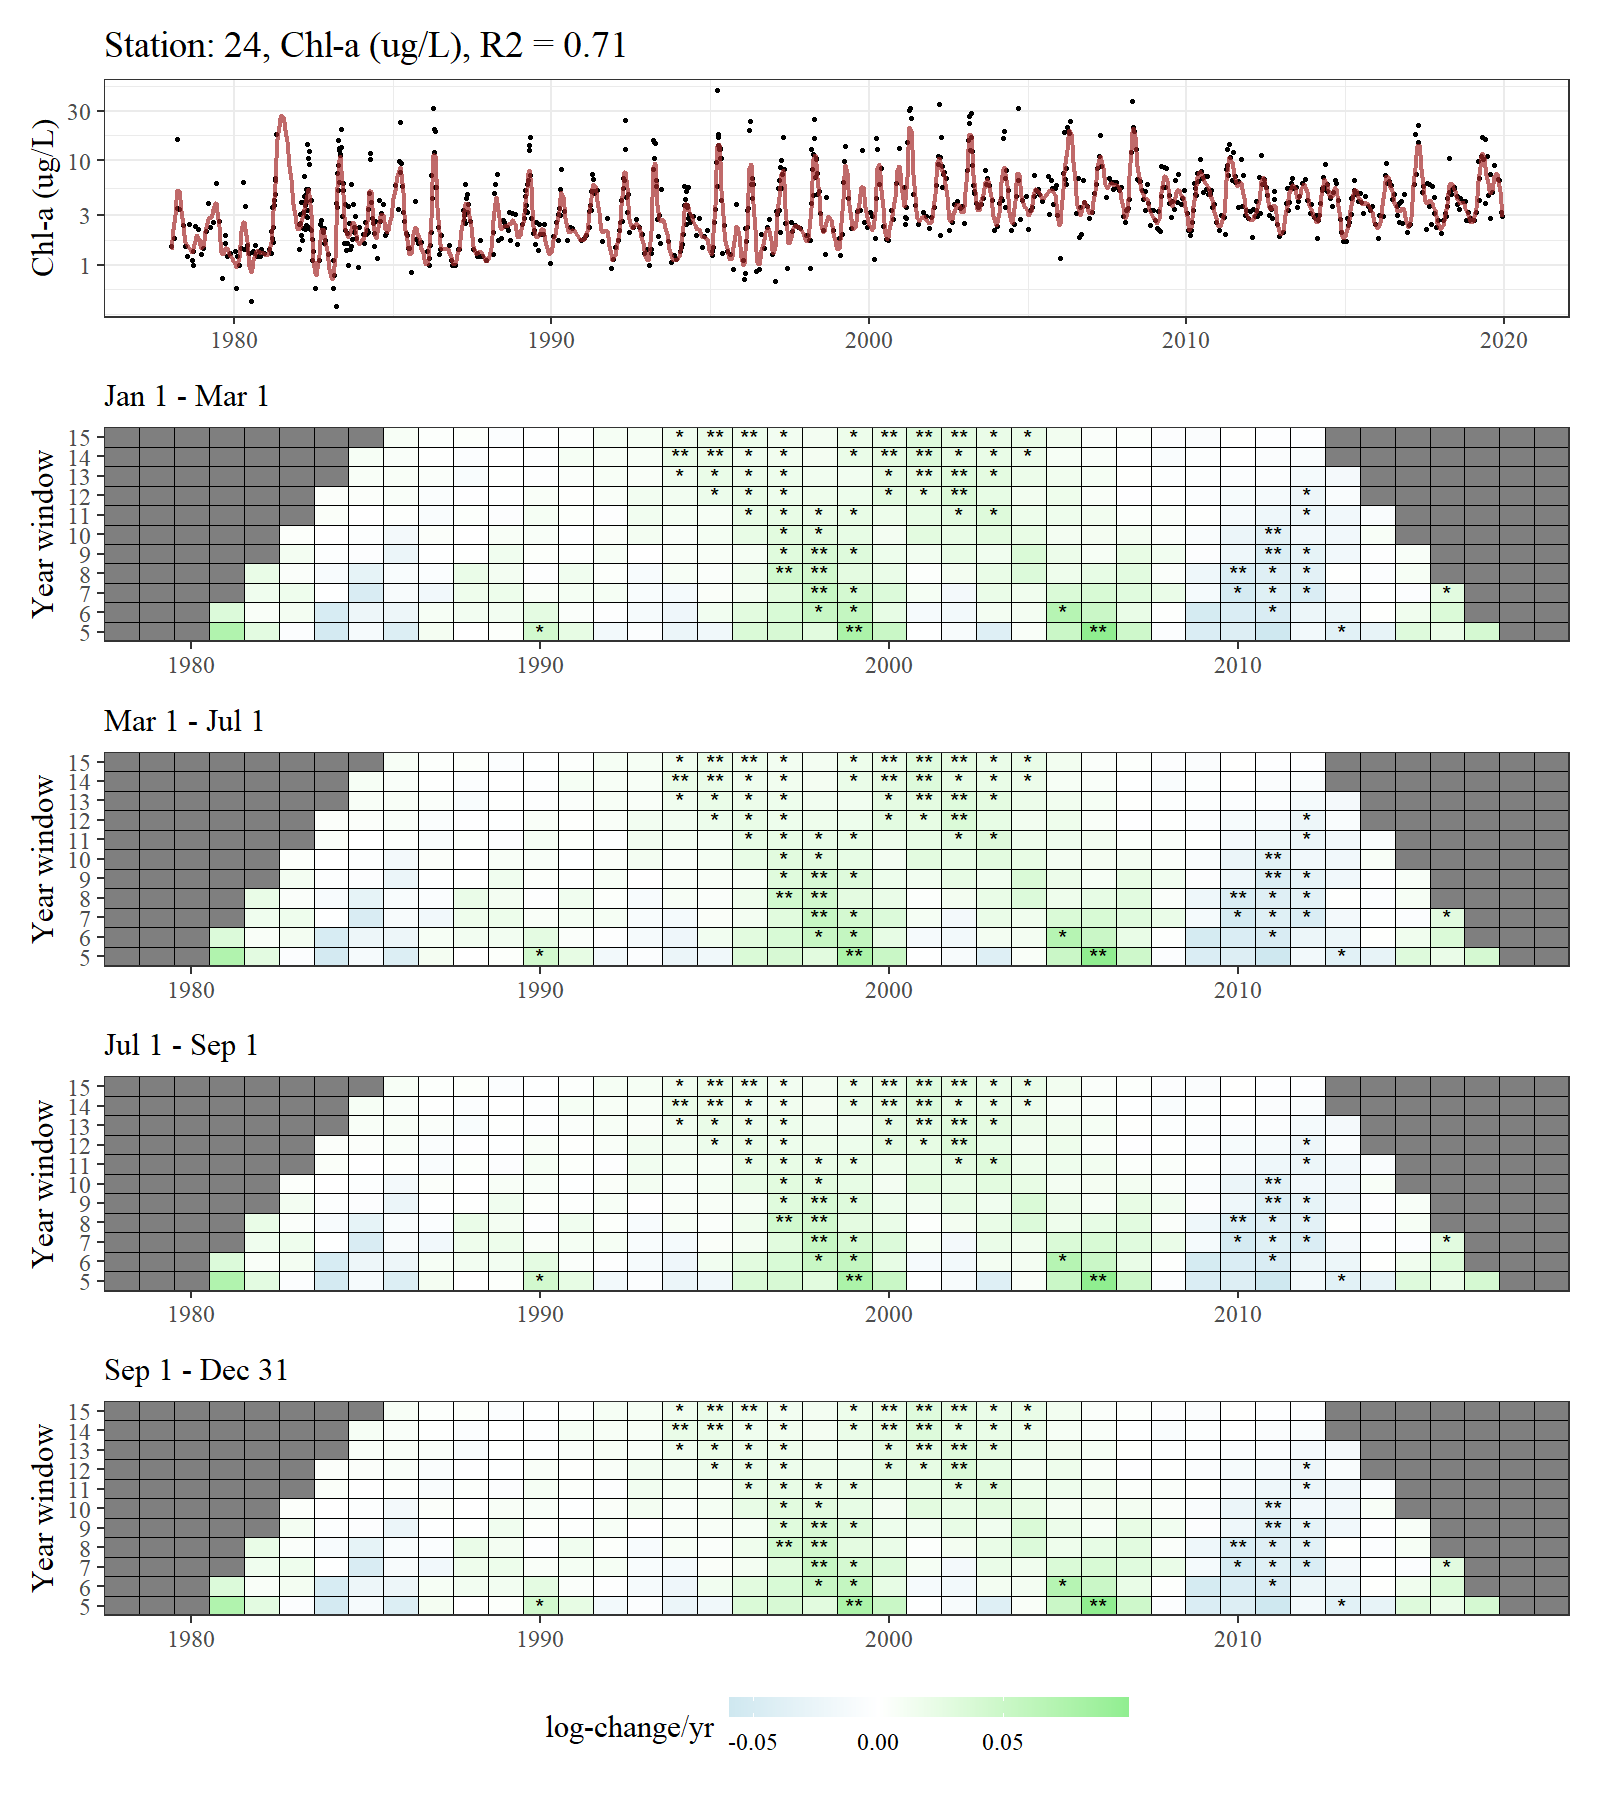 Station: 24, Chl-a (ug/L), R2 = 0.71
Chl-a (ug/L)
30
10
3
1
1980 1990 2000 2010 2020
Jan 1 - Mar 1
Year window
15
14
13
12
11
10
9
8
7
6
5
1980 1990 2000 2010
Mar 1 - Jul 1
Year window
15
14
13
12
11
10
9
8
7
6
5
1980 1990 2000 2010
Jul 1 - Sep 1
Year window
15
14
13
12
11
10
9
8
7
6
5
1980 1990 2000 2010
Sep 1 - Dec 31
Year window
15
14
13
12
11
10
9
8
7
6
5
1980 1990 2000 2010
log-change/yr
-0.05 0.00 0.05